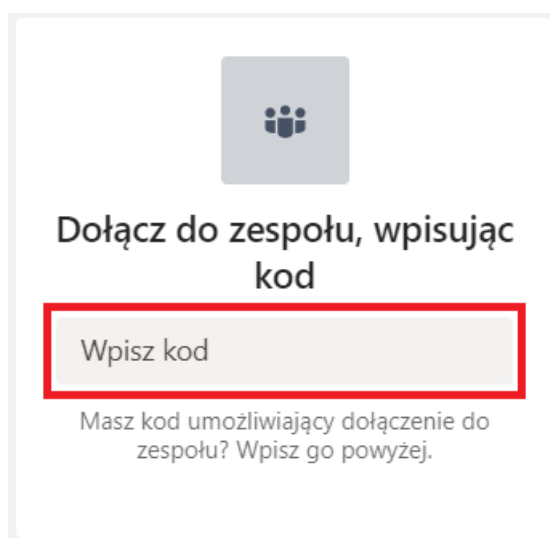 Dołącz do zespołu, wpisując
kod
Wpisz kod
Masz kod umożliwiający dołączenie do
zespołu? Wpisz go powyżej.